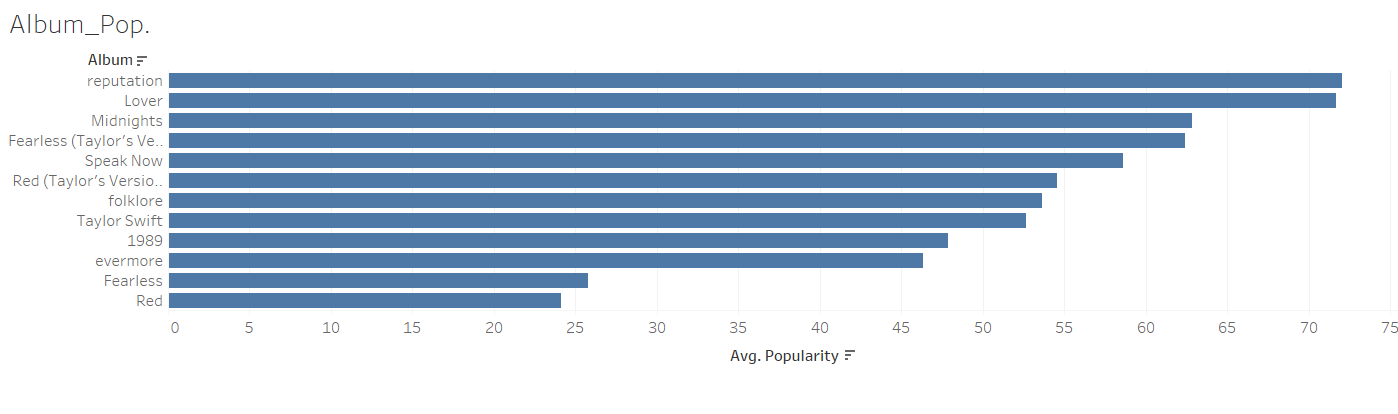 Album_Pop.
Album
reputation
Lover
Midnights
Fearless (Taylor's Ve..
Speak Now
Red (Taylor's Versio..
folklore
Taylor Swift
1989
evermore
Fearless
Red
0 5 10 15 20 25 30 35 40 45 50 55 60 65 70 75
Avg. Popularity